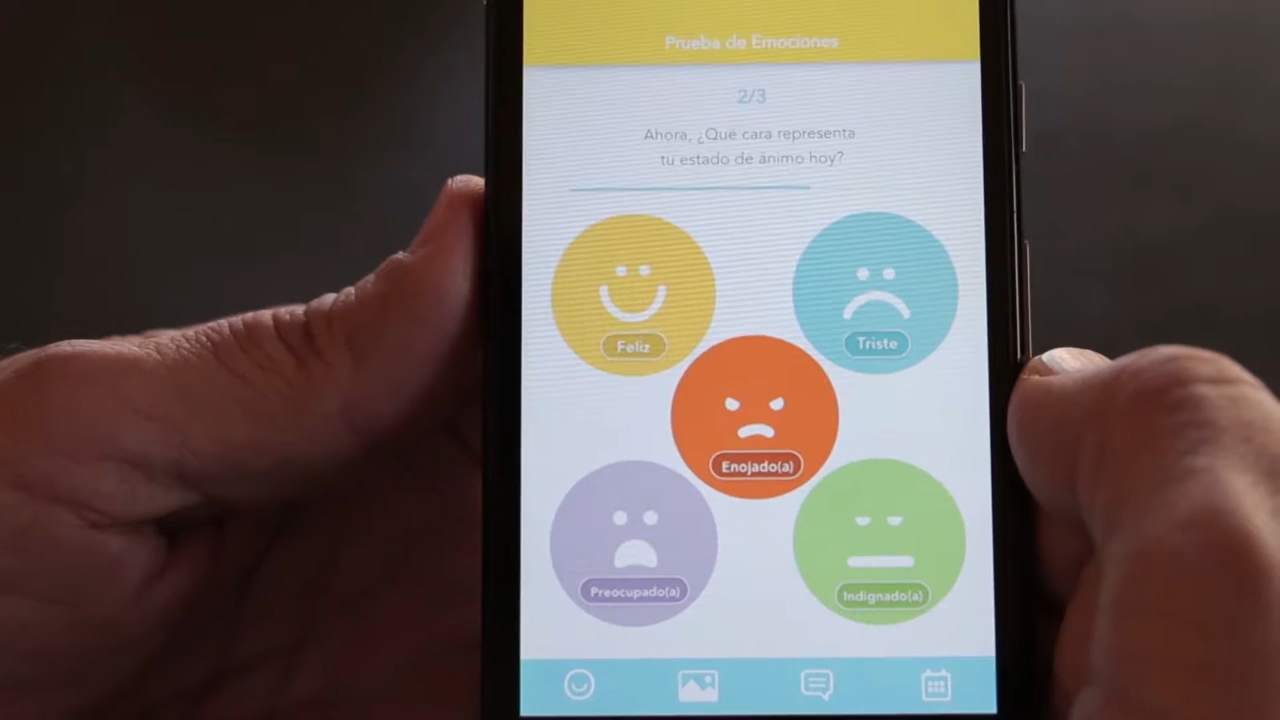 Prueba de Emociones
2/3
Ahora, ¿Que cara representa
tu estado de ánimo hoy?
Feliz
Triste
Enojado(a)
Preocupado(a)
Indignado(a)